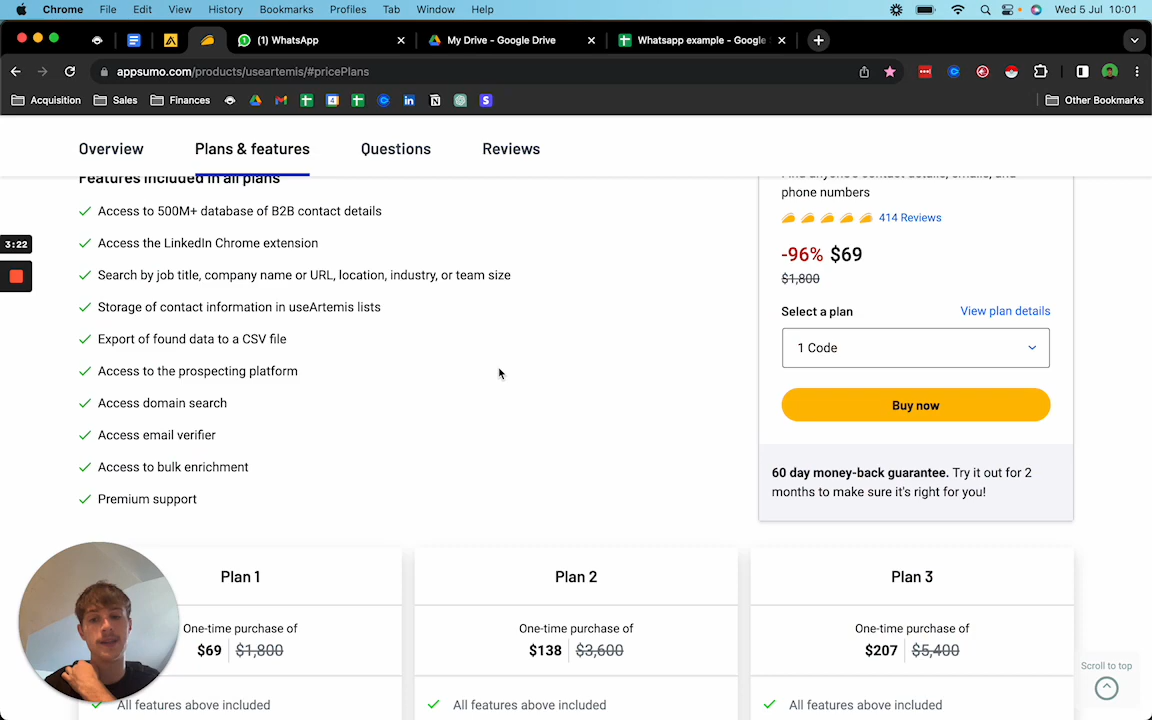 Chrome File Edit View History Bookmarks Profiles Tab Window Help Wed 5 Jul 10:01
(1) WhatsApp My Drive - Google Drive Whatsapp example - Google
appsumo.com/products/useartemis/#pricePlans
Acquisition Sales Finances Other Bookmarks
Overview Plans & features Questions Reviews
Features included in all plans
Access to 500M+ database of B2B contact details
Access the LinkedIn Chrome extension
Search by job title, company name or URL, location, industry, or team size
Storage of contact information in useArtemis lists
Export of found data to a CSV file
Access to the prospecting platform
Access domain search
Access email verifier
Access to bulk enrichment
Premium support
Find anyone's contact details, emails, and
phone numbers
414 Reviews
-96% $69
$1,800
Select a plan View plan details
1 Code
Buy now
60 day money-back guarantee. Try it out for 2
months to make sure it's right for you!
3:22
Plan 1
One-time purchase of
$69 $1,800
All features above included
Plan 2
One-time purchase of
$138 $3,600
All features above included
Plan 3
One-time purchase of
$207 $5,400
All features above included
Scroll to top